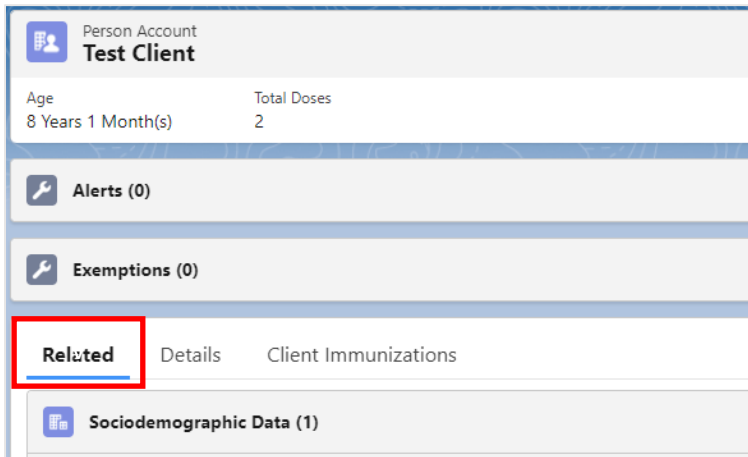 Person Account
Test Client
Age Total Doses
8 Years 1 Month(s) 2
Alerts (0)
Exemptions (0)
Related Details Client Immunizations
Sociodemographic Data (1)